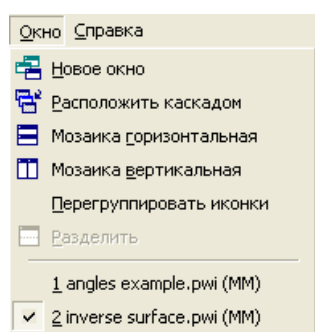 Окно Справка
Новое окно
Расположить каскадом
Мозаика горизонтальная
Мозаика вертикальная
Перегруппировать иконки
Разделить
1 angles example.pwi (MM)
2 inverse surface.pwi (MM)